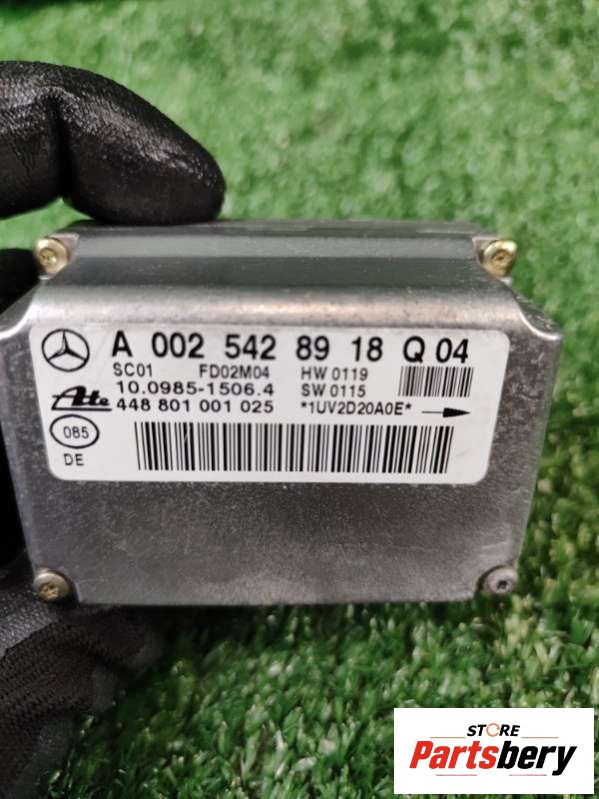 A 002 542 89 18 Q 04
SC01 FD02M04 HW 0119
10.0985-1506.4 SW 0115
Ate 448 801 001 025 *1UV2D20A0E*
085
DE
STORE
Partsbery